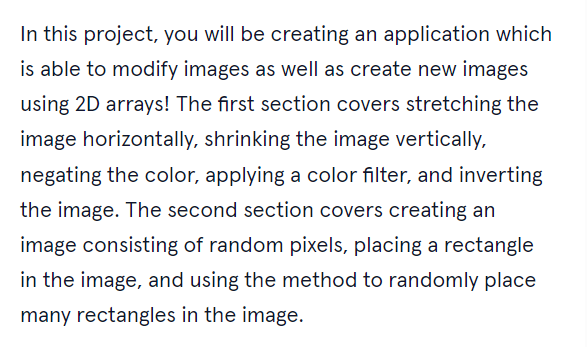 In this project, you will be creating an application which
is able to modify images as well as create new images
using 2D arrays! The first section covers stretching the
image horizontally, shrinking the image vertically,
negating the color, applying a color filter, and inverting
the image. The second section covers creating an
image consisting of random pixels, placing a rectangle
in the image, and using the method to randomly place
many rectangles in the image.